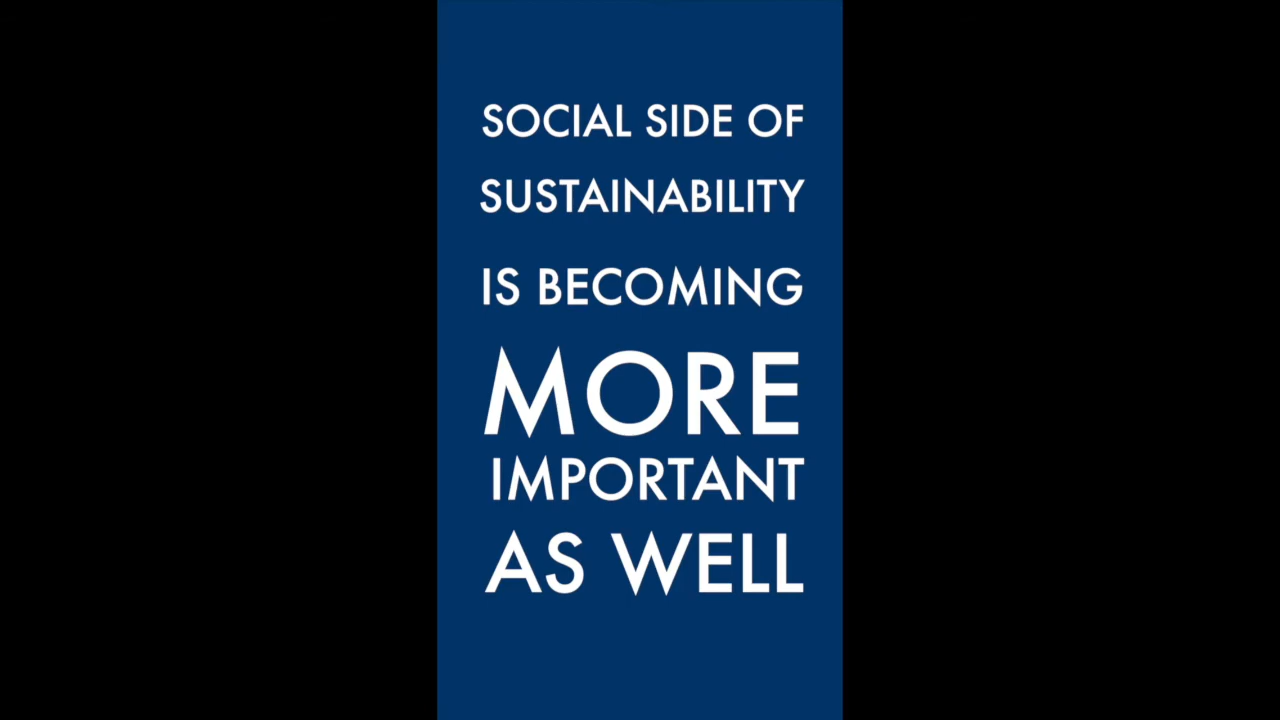 SOCIAL SIDE OF
SUSTAINABILITY
IS BECOMING
MORE
IMPORTANT
AS WELL